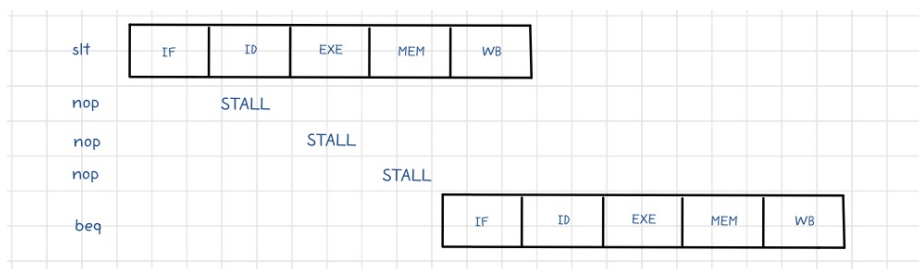 slt IF ID EXE MEM WB
nop STALL
nop STALL
nop STALL
beq IF ID EXE MEM WB